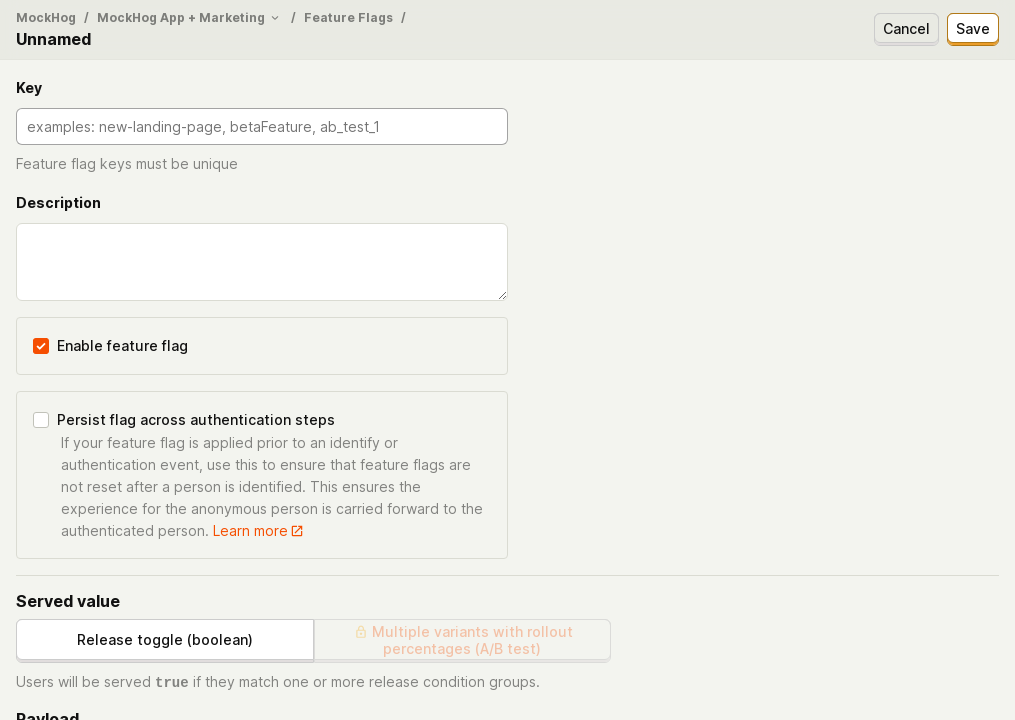 MockHog / MockHog App + Marketing / Feature Flags /
Unnamed
Cancel
Save
Key
examples: new-landing-page, betaFeature, ab_test_1
Feature flag keys must be unique
Description
Enable feature flag
Persist flag across authentication steps
If your feature flag is applied prior to an identify or
authentication event, use this to ensure that feature flags are
not reset after a person is identified. This ensures the
experience for the anonymous person is carried forward to the
authenticated person. Learn more
Served value
Release toggle (boolean)
Multiple variants with rollout
percentages (A/B test)
Users will be served true if they match one or more release condition groups.
Payload